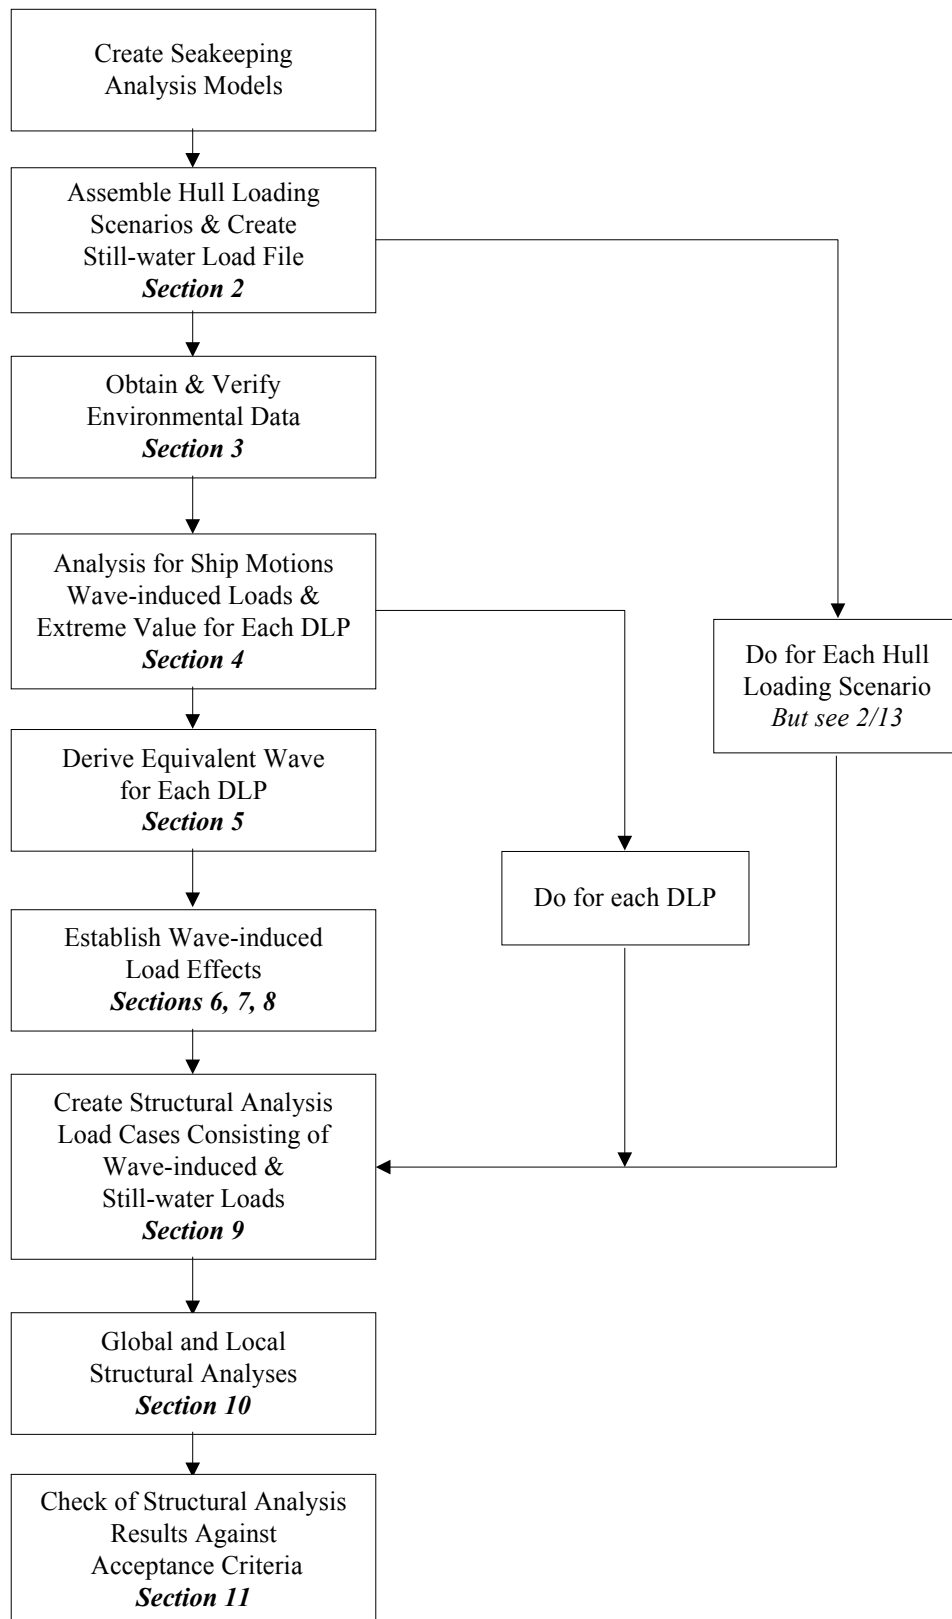 Create Seakeeping
Analysis Models
Assemble Hull Loading
Scenarios & Create
Still-water Load File
Section 2
Obtain & Verify
Environmental Data
Section 3
Analysis for Ship Motions
Wave-induced Loads &
Extreme Value for Each DLP
Section 4
Do for Each Hull
Loading Scenario
But see 2/13
Derive Equivalent Wave
for Each DLP
Section 5
Do for each DLP
Establish Wave-induced
Load Effects
Sections 6, 7, 8
Create Structural Analysis
Load Cases Consisting of
Wave-induced &
Still-water Loads
Section 9
Global and Local
Structural Analyses
Section 10
Check of Structural Analysis
Results Against
Acceptance Criteria
Section 11